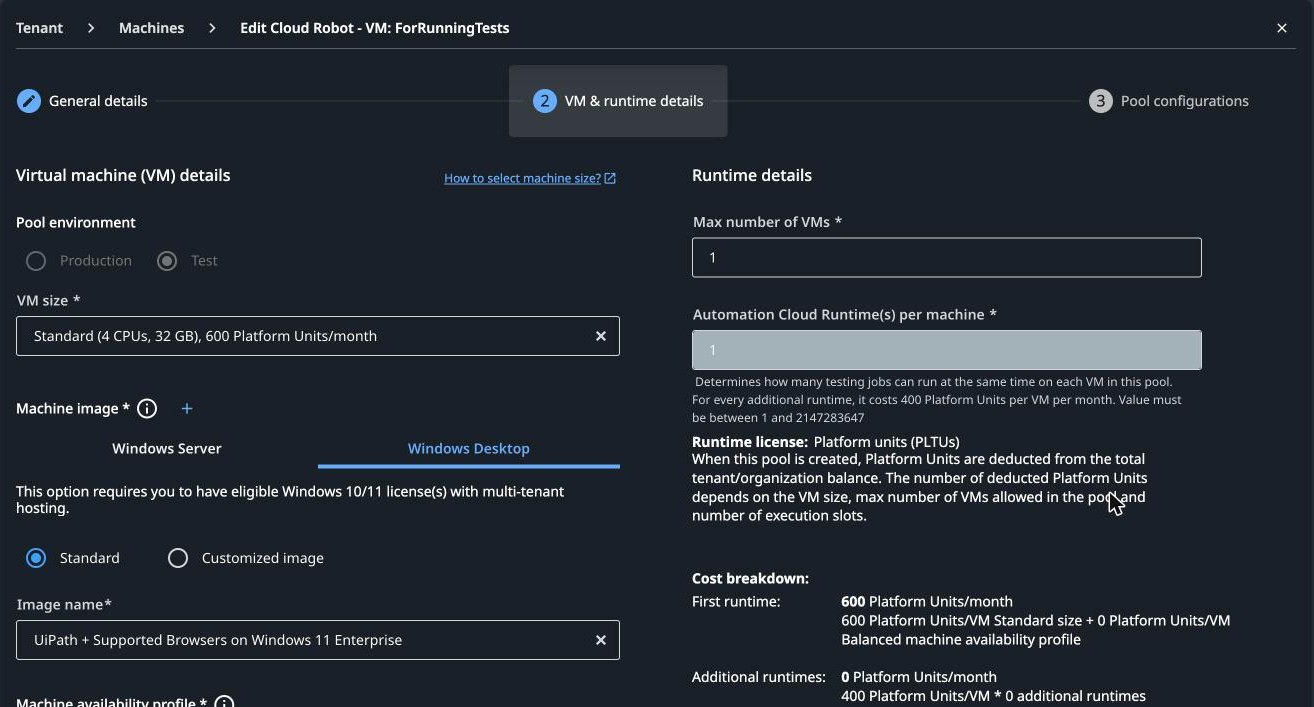 Tenant > Machines > Edit Cloud Robot - VM: ForRunningTests
General details
2 VM & runtime details
3 Pool configurations
Virtual machine (VM) details
How to select machine size?
Pool environment
Production Test
VM size *
Standard (4 CPUs, 32 GB), 600 Platform Units/month
Machine image * +
Windows Server Windows Desktop
This option requires you to have eligible Windows 10/11 license(s) with multi-tenant
hosting.
Standard Customized image
Image name*
UiPath + Supported Browsers on Windows 11 Enterprise
Machine availability profile *
Runtime details
Max number of VMs *
1
Automation Cloud Runtime(s) per machine *
1
Determines how many testing jobs can run at the same time on each VM in this pool.
For every additional runtime, it costs 400 Platform Units per VM per month. Value must
be between 1 and 2147283647
Runtime license: Platform units (PLTUs)
When this pool is created, Platform Units are deducted from the total
tenant/organization balance. The number of deducted Platform Units
depends on the VM size, max number of VMs allowed in the pool and
number of execution slots.
Cost breakdown:
First runtime: 600 Platform Units/month
600 Platform Units/VM Standard size + 0 Platform Units/VM
Balanced machine availability profile
Additional runtimes: 0 Platform Units/month
400 Platform Units/VM * 0 additional runtimes